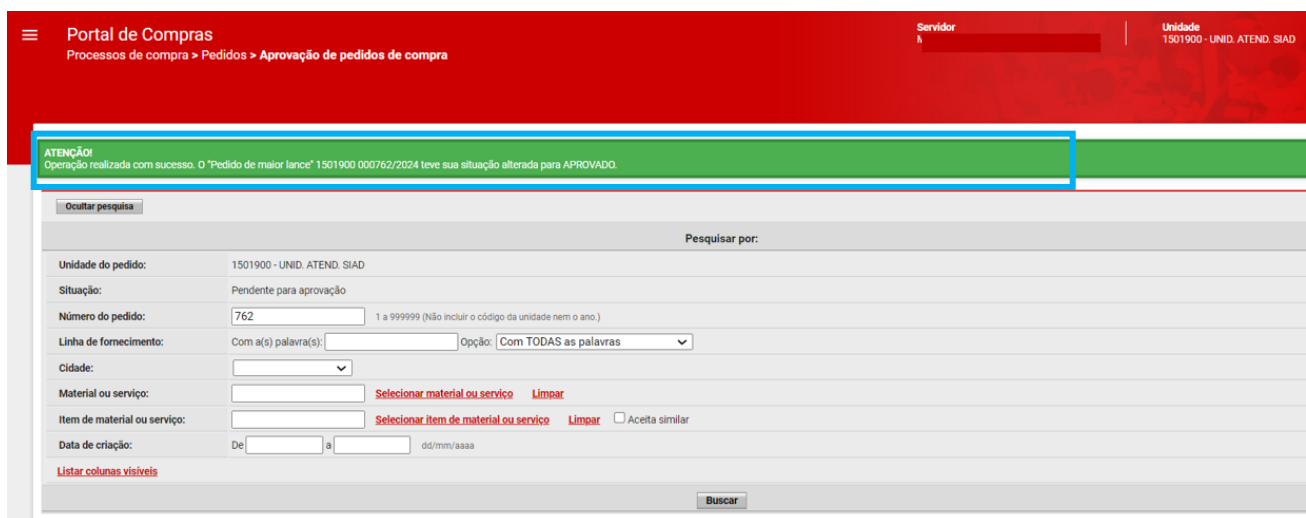 Portal de Compras
Processos de compra > Pedidos > Aprovação de pedidos de compra
Servidor
Unidade
1501900 - UNID. ATEND. SIAD
ATENÇÃO!
Operação realizada com sucesso. O "Pedido de maior lance" 1501900 000762/2024 teve sua situação alterada para APROVADO.
Ocultar pesquisa
Pesquisar por:
Unidade do pedido: 1501900 - UNID. ATEND. SIAD
Situação: Pendente para aprovação
Número do pedido: 762 1 a 999999 (Não incluir o código da unidade nem o ano.)
Linha de fornecimento: Com a(s) palavra(s): Opção: Com TODAS as palavras
Cidade:
Material ou serviço: Selecionar material ou serviço Limpar
Item de material ou serviço: Selecionar item de material ou serviço Limpar Aceita similar
Data de criação: De a dd/mm/aaaa
Listar colunas visíveis
Buscar